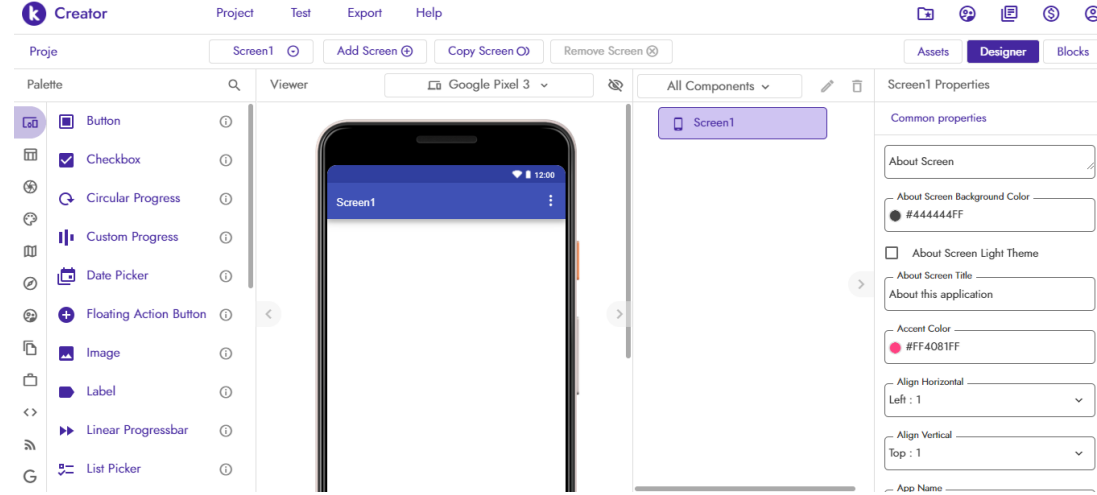 Creator Project Test Export Help
Proje Screen1 Add Screen Copy Screen Remove Screen Assets Designer Blocks
Palette
Button
Checkbox
Circular Progress
Custom Progress
Date Picker
Floating Action Button
Image
Label
Linear Progressbar
List Picker
Viewer Google Pixel 3
12:00
Screen1
All Components
Screen1
Screen1 Properties
Common properties
About Screen
About Screen Background Color
#444444FF
About Screen Light Theme
About Screen Title
About this application
Accent Color
#FF4081FF
Align Horizontal
Left : 1
Align Vertical
Top : 1
App Name